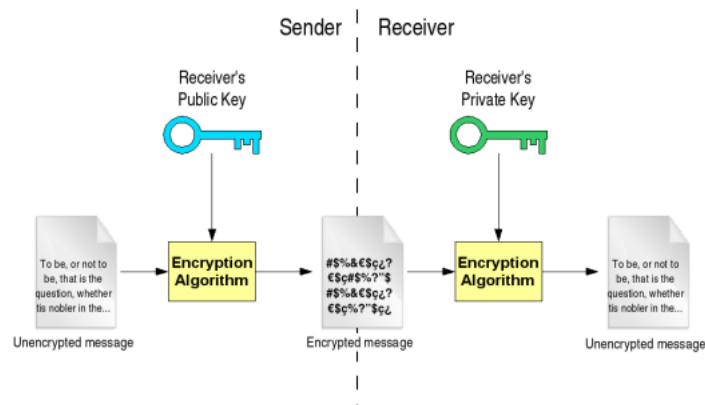 Sender
Receiver
Receiver's
Public Key
Receiver's
Private Key
To be, or not to
be, that is the
question, whether
tis nobler in the...
Encryption
Algorithm
#$%&€$ç¿?
€$ç#$%?"$
#$%&€$ç¿?
€$ç%?"$ç¿
Encryption
Algorithm
To be, or not to
be, that is the
question, whether
tis nobler in the...
Unencrypted message
Encrypted message
Unencrypted message